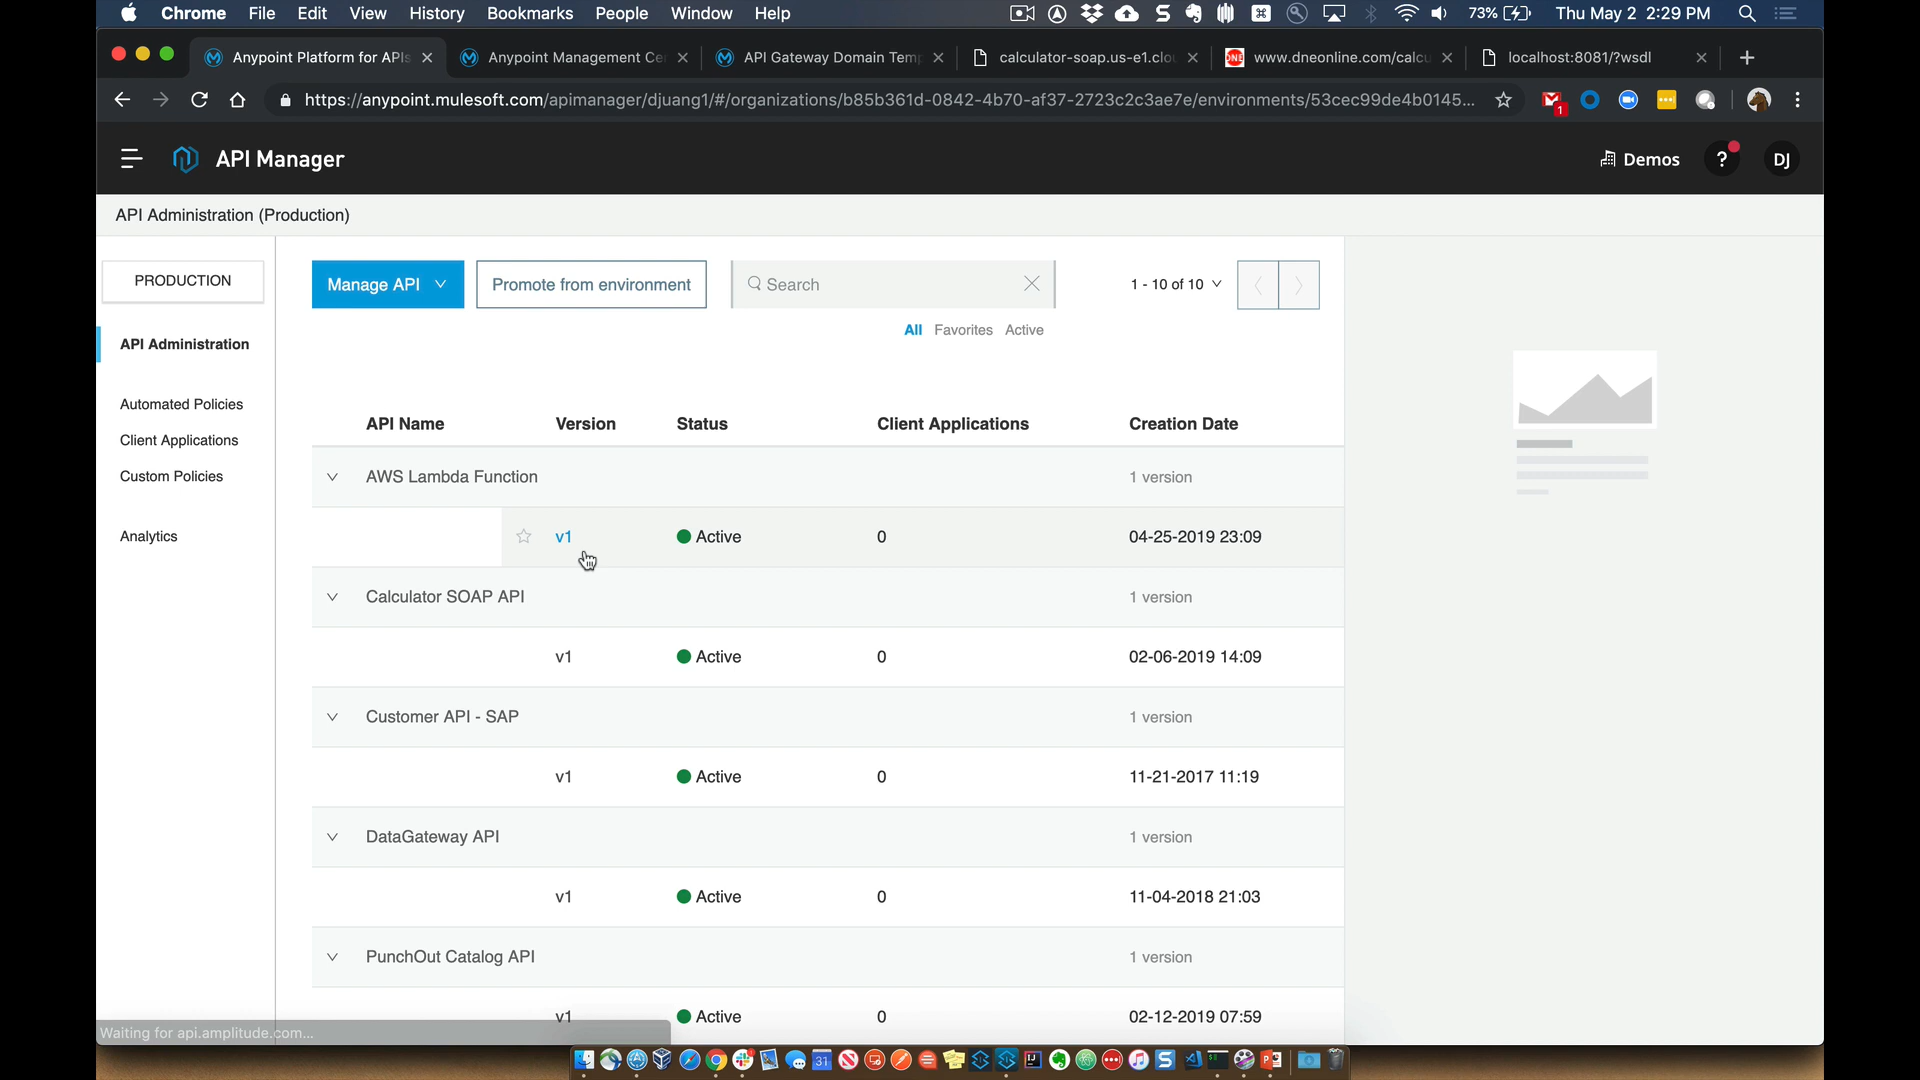 Chrome File Edit View History Bookmarks People Window Help 73% Thu May 2 2:29 PM
Anypoint Platform for APIs Anypoint Management Cen API Gateway Domain Temp calculator-soap.us-e1.clou DNE www.dneonline.com/calcu localhost:8081/?wsdl
https://anypoint.mulesoft.com/apimanager/djuang1/#/organizations/b85b361d-0842-4b70-af37-2723c2c3ae7e/environments/53cec99de4b0145... 1
API Manager Demos ? DJ
API Administration (Production)
PRODUCTION Manage API Promote from environment Search 1 - 10 of 10
All Favorites Active
API Administration
Automated Policies
Client Applications
Custom Policies
Analytics
API Name Version Status Client Applications Creation Date
AWS Lambda Function 1 version
v1 Active 0 04-25-2019 23:09
Calculator SOAP API 1 version
v1 Active 0 02-06-2019 14:09
Customer API - SAP 1 version
v1 Active 0 11-21-2017 11:19
DataGateway API 1 version
v1 Active 0 11-04-2018 21:03
PunchOut Catalog API 1 version
v1 Active 0 02-12-2019 07:59
Waiting for api.amplitude.com...
31